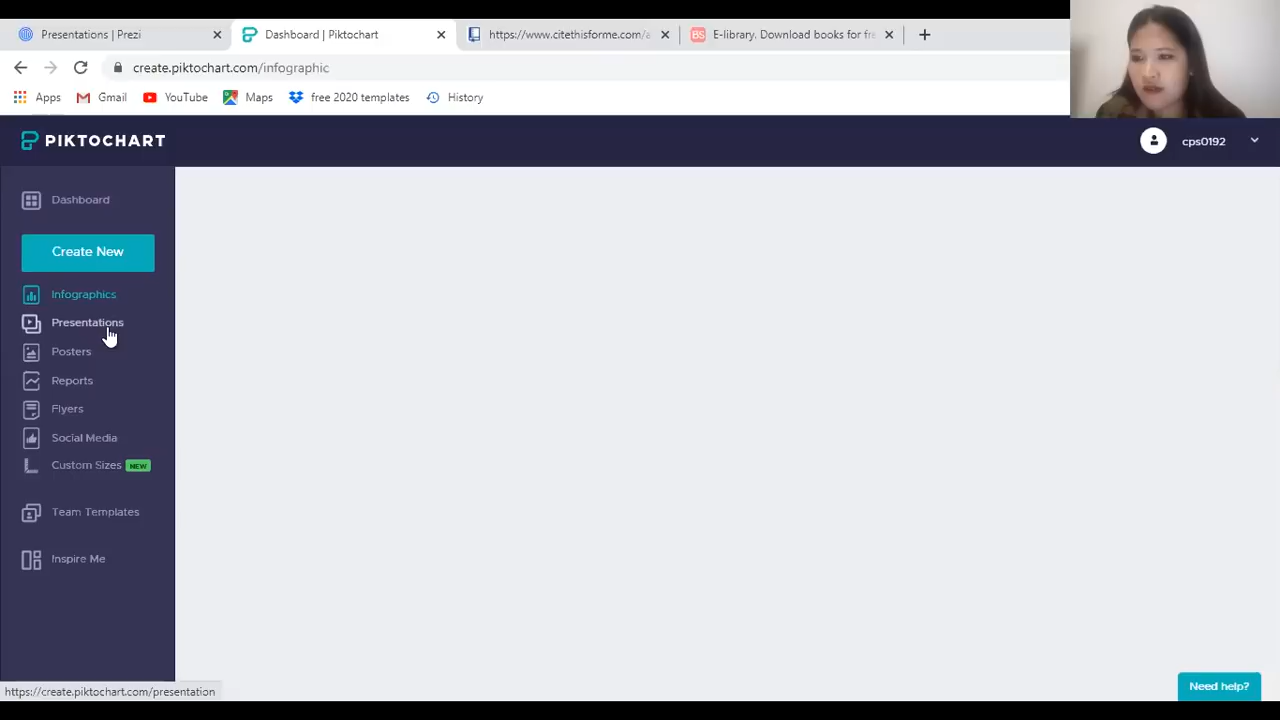 Presentations | Prezi
Dashboard | Piktochart
https://www.citethisforme.com/a
E-library. Download books for fre
create.piktochart.com/infographic
Apps
Gmail
YouTube
Maps
free 2020 templates
History
PIKTOCHART
cps0192
Dashboard
Create New
Infographics
Presentations
Posters
Reports
Flyers
Social Media
Custom Sizes NEW
Team Templates
Inspire Me
https://create.piktochart.com/presentation
Need help?